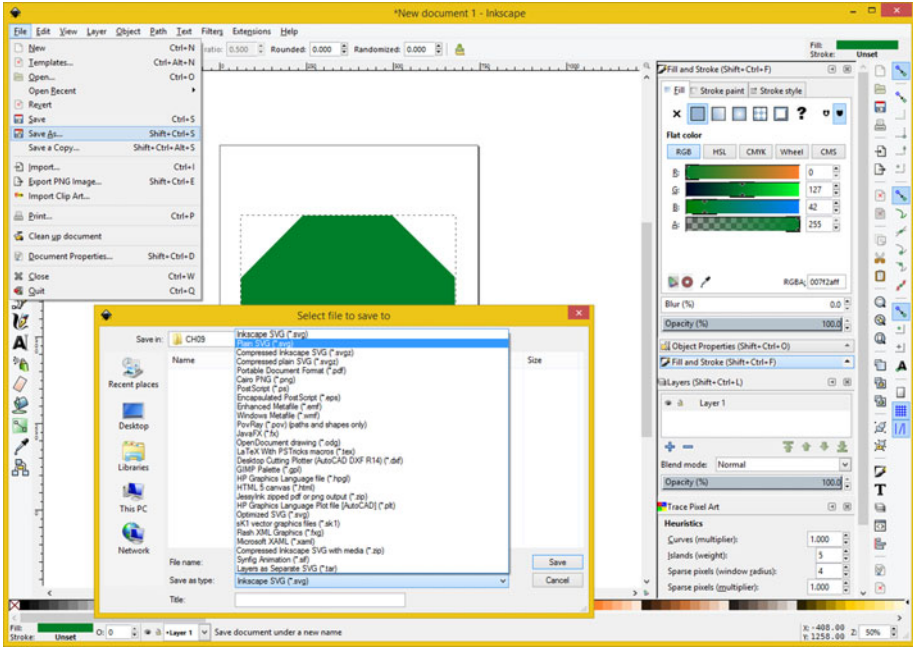 *New document 1 - Inkscape
File Edit View Layer Object Path Text Filters Extensions Help
New Ctrl+N
Templates... Ctrl+Alt+N
Open... Ctrl+O
Open Recent
Revert
Save Ctrl+S
Save As... Shift+Ctrl+S
Save a Copy... Shift+Ctrl+Alt+S
Import... Ctrl+I
Export PNG Image... Shift+Ctrl+E
Import Clip Art...
Print... Ctrl+P
Clean up document
Document Properties... Shift+Ctrl+D
Close Ctrl+W
Quit Ctrl+Q
ratio: 0.500 Rounded: 0.000 Randomized: 0.000
Fill:
Stroke: Unset
Fill and Stroke (Shift+Ctrl+F)
Fill Stroke paint Stroke style
?
Flat color
RGB HSL CMYK Wheel CMS
R: 0
G: 127
B: 42
A: 255
RGBA: 007f2aff
Blur (%) 0.0
Opacity (%) 100.0
Object Properties (Shift+Ctrl+O)
Fill and Stroke (Shift+Ctrl+F)
Layers (Shift+Ctrl+L)
Layer 1
Blend mode: Normal
Opacity (%) 100.0
Trace Pixel Art
Heuristics
Curves (multiplier): 1.000
Islands (weight): 5
Sparse pixels (window radius): 4
Sparse pixels (multiplier): 1.000
Select file to save to
Save in: CH09
Name Size
Recent places
Desktop
Libraries
This PC
Network
Inkscape SVG (*.svg)
Plain SVG (*.svg)
Compressed Inkscape SVG (*.svgz)
Compressed plain SVG (*.svgz)
Portable Document Format (*.pdf)
Cairo PNG (*.png)
PostScript (*.ps)
Encapsulated PostScript (*.eps)
Enhanced Metafile (*.emf)
Windows Metafile (*.wmf)
PovRay (*.pov) (paths and shapes only)
JavaFX (*.fx)
OpenDocument drawing (*.odg)
LaTeX With PSTricks macros (*.tex)
Desktop Cutting Plotter (AutoCAD DXF R14) (*.dxf)
GIMP Palette (*.gpl)
HP Graphics Language file (*.hpgl)
HTML 5 canvas (*.html)
JessyInk zipped pdf or png output (*.zip)
HP Graphics Language Plot file [AutoCAD] (*.plt)
Optimized SVG (*.svg)
sK1 vector graphics files (*.sk1)
Flash XML Graphics (*.fxg)
Microsoft XAML (*.xaml)
Compressed Inkscape SVG with media (*.zip)
Synfig Animation (*.sif)
Layers as Separate SVG (*.tar)
File name: Save
Save as type: Inkscape SVG (*.svg) Cancel
Title:
Fill:
Stroke: Unset
O: 0 Layer 1 Save document under a new name
X: -408.00
Y: 1258.00
Z: 50%